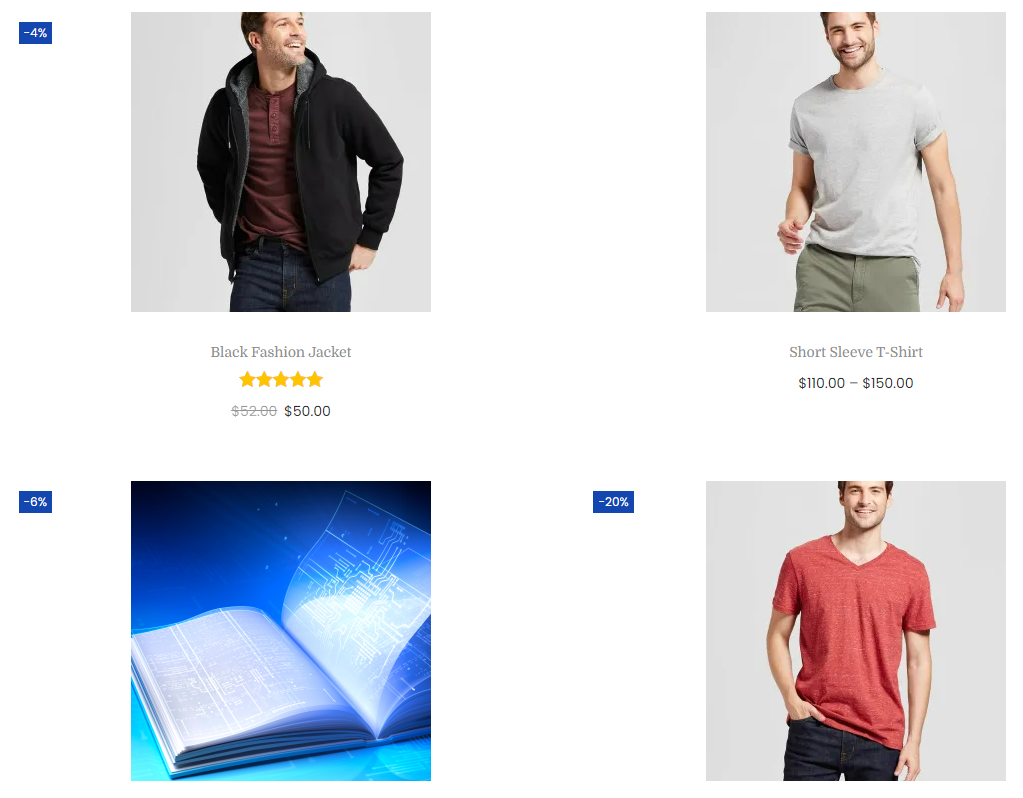 -4%
Black Fashion Jacket
$52.00 $50.00
Short Sleeve T-Shirt
$110.00 – $150.00
-6%
-20%